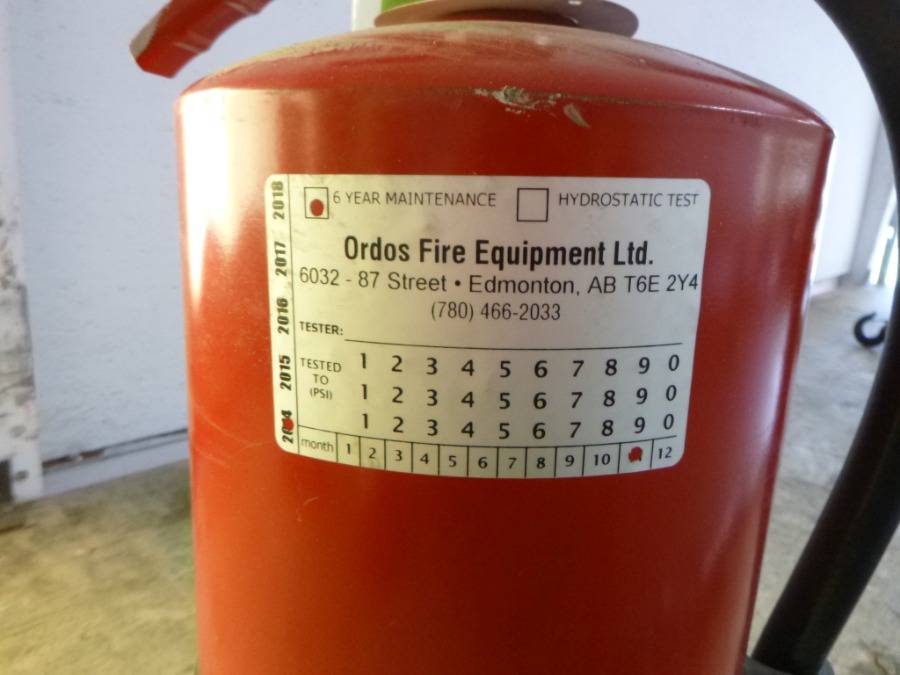 6 YEAR MAINTENANCE HYDROSTATIC TEST
Ordos Fire Equipment Ltd.
6032 - 87 Street • Edmonton, AB T6E 2Y4
(780) 466-2033
TESTER:
TESTED
TO
(PSI)
1 2 3 4 5 6 7 8 9 0
1 2 3 4 5 6 7 8 9 0
1 2 3 4 5 6 7 8 9 0
month 1 2 3 4 5 6 7 8 9 10 12
2014 2015 2016 2017 2018